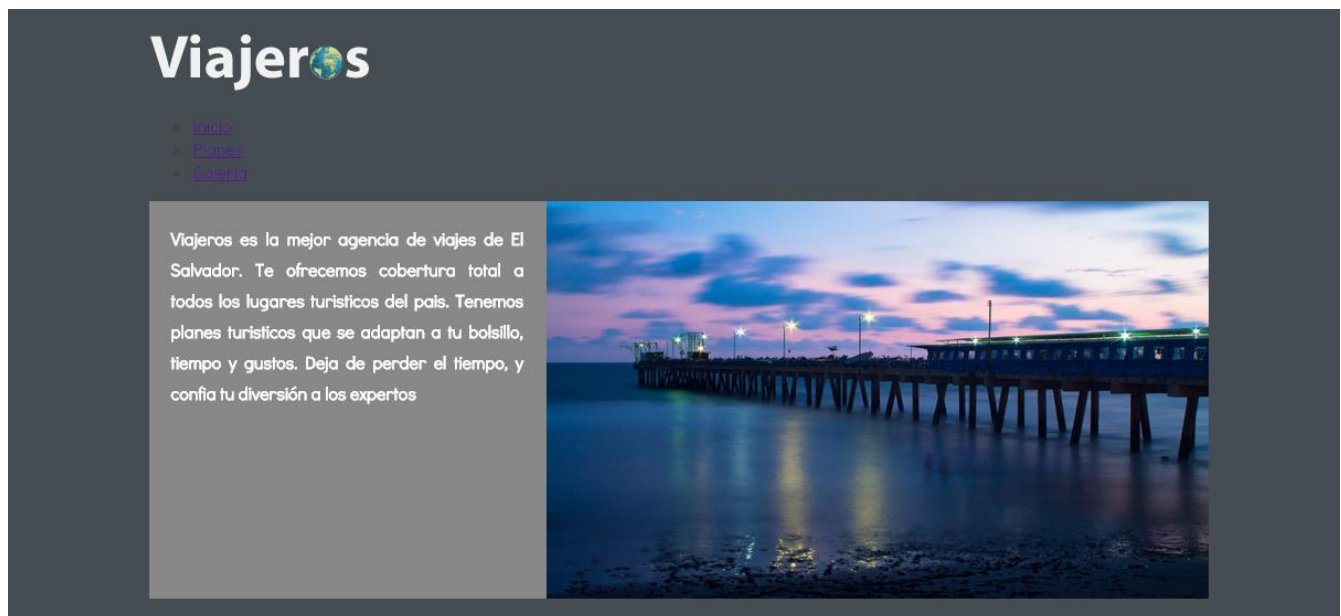 Viajeros
Inicio
Planes
Galeria
Viajeros es la mejor agencia de viajes de El
Salvador. Te ofrecemos cobertura total a
todos los lugares turisticos del pais. Tenemos
planes turisticos que se adaptan a tu bolsillo,
tiempo y gustos. Deja de perder el tiempo, y
confia tu diversión a los expertos